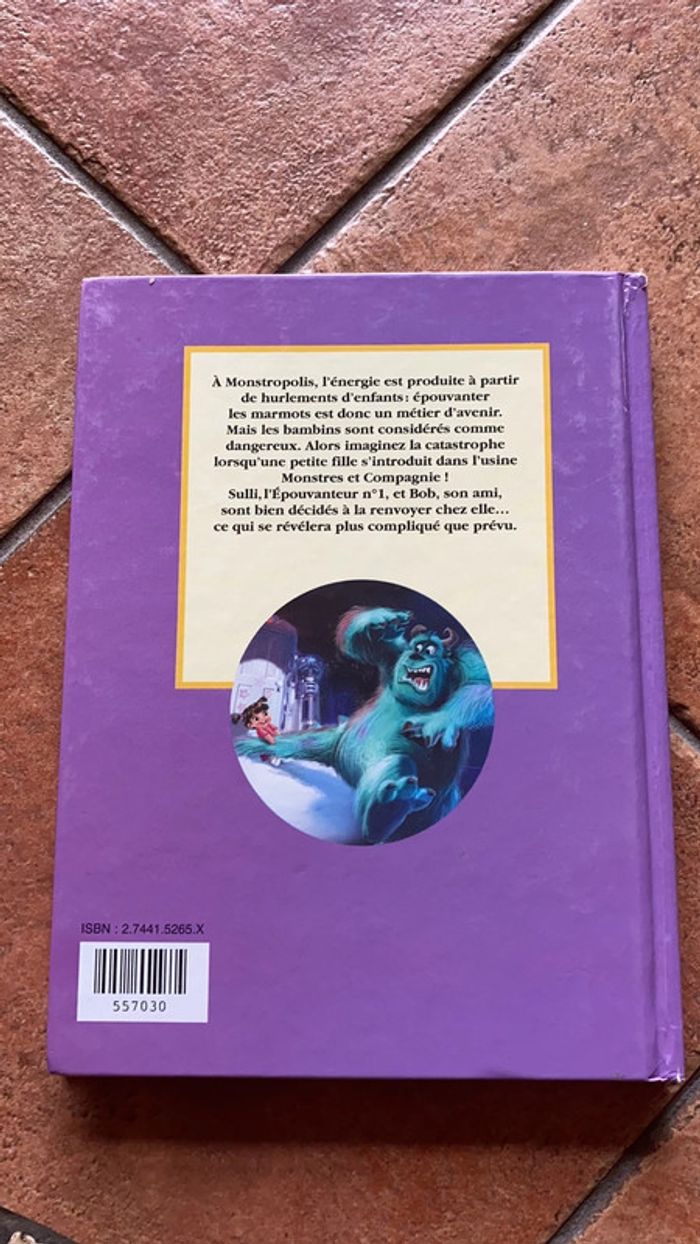 À Monstropolis, l'énergie est produite à partir
de hurlements d'enfants : épouvanter
les marmots est donc un métier d'avenir.
Mais les bambins sont considérés comme
dangereux. Alors imaginez la catastrophe
lorsqu'une petite fille s'introduit dans l'usine
Monstres et Compagnie !
Sulli, l'Épouvanteur n°1, et Bob, son ami,
sont bien décidés à la renvoyer chez elle...
ce qui se révélera plus compliqué que prévu.
ISBN : 2.7441.5265.X
557030